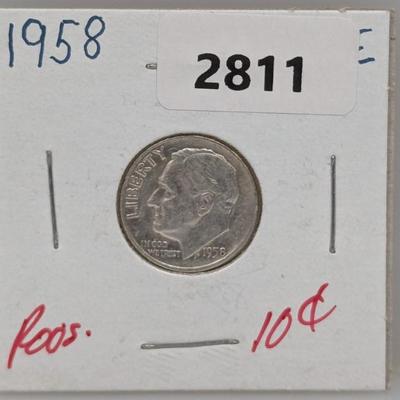 1958
E
2811
LIBERTY
IN GOD
WE TRUST
1958
Roos.
10¢